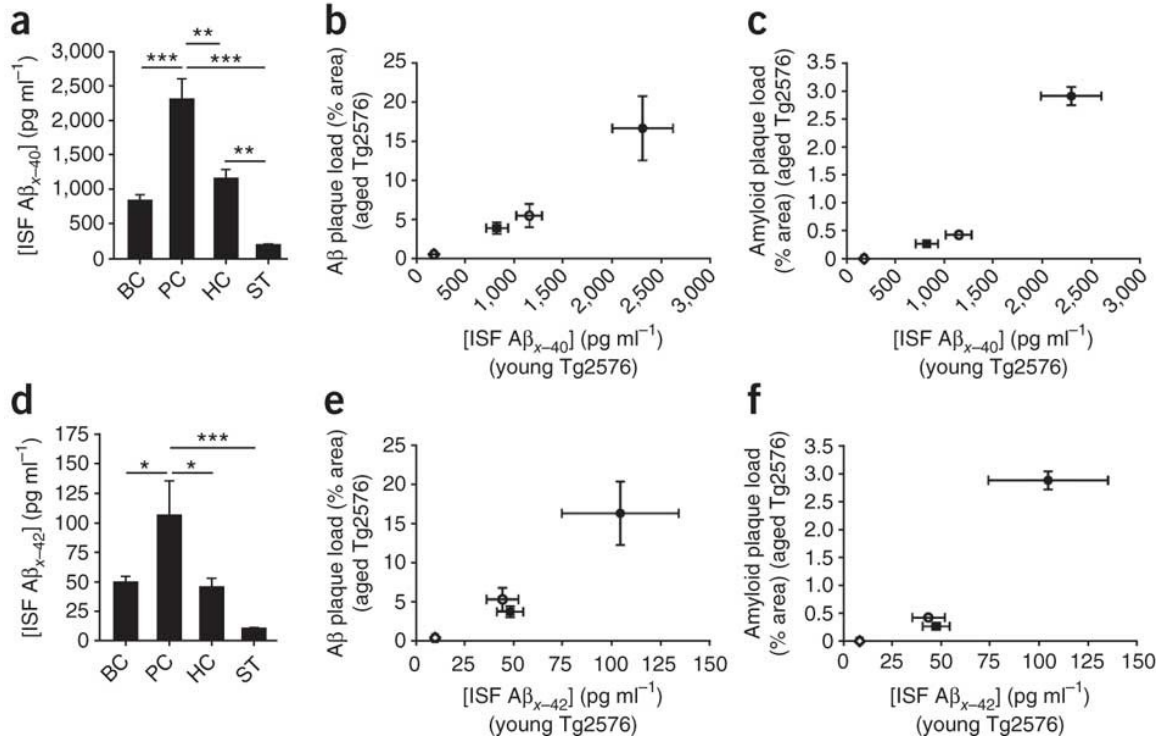 a
[ISF Aβx–40] (pg ml⁻¹)
3,000
2,500
2,000
1,500
1,000
500
0
***
**
***
**
BC
PC
HC
ST
b
Aβ plaque load (% area)
(aged Tg2576)
25
20
15
10
5
0
0
500
1,000
1,500
2,000
2,500
3,000
[ISF Aβx–40] (pg ml⁻¹)
(young Tg2576)
c
Amyloid plaque load
(% area) (aged Tg2576)
3.5
3.0
2.5
2.0
1.5
1.0
0.5
0
0
500
1,000
1,500
2,000
2,500
3,000
[ISF Aβx–40] (pg ml⁻¹)
(young Tg2576)
d
[ISF Aβx–42] (pg ml⁻¹)
175
150
125
100
75
50
25
0
***
*
*
BC
PC
HC
ST
e
Aβ plaque load (% area)
(aged Tg2576)
25
20
15
10
5
0
0
25
50
75
100
125
150
[ISF Aβx–42] (pg ml⁻¹)
(young Tg2576)
f
Amyloid plaque load
(% area) (aged Tg2576)
3.5
3.0
2.5
2.0
1.5
1.0
0.5
0
0
25
50
75
100
125
150
[ISF Aβx–42] (pg ml⁻¹)
(young Tg2576)